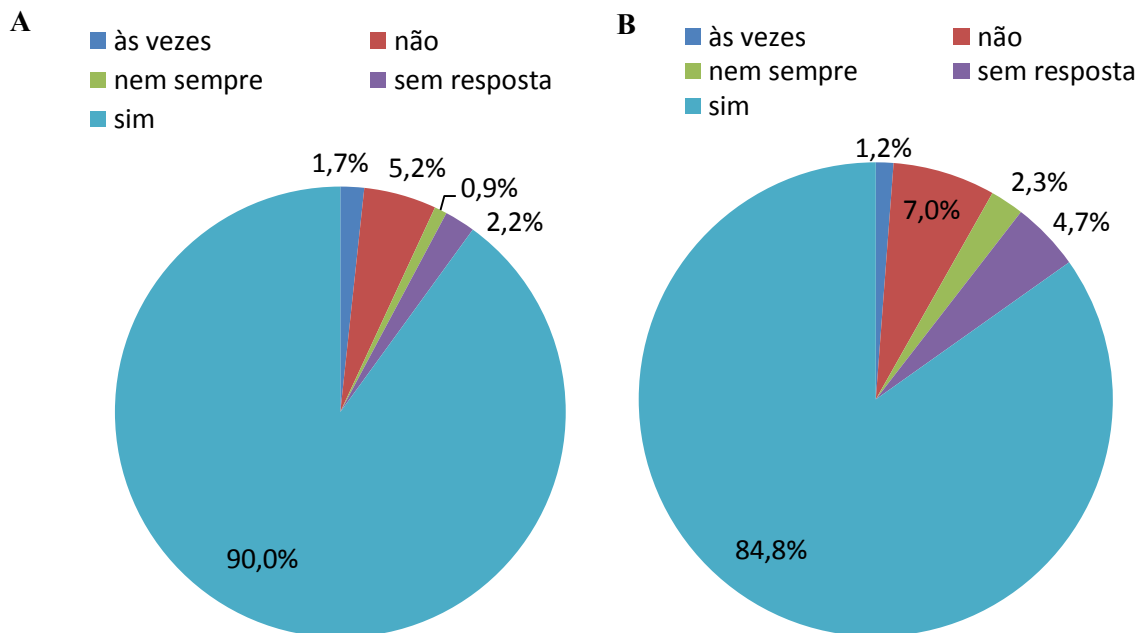 A
às vezes não
nem sempre sem resposta
sim
1,7% 5,2% 0,9%
2,2%
90,0%
B
às vezes não
nem sempre sem resposta
sim
1,2%
7,0% 2,3%
4,7%
84,8%